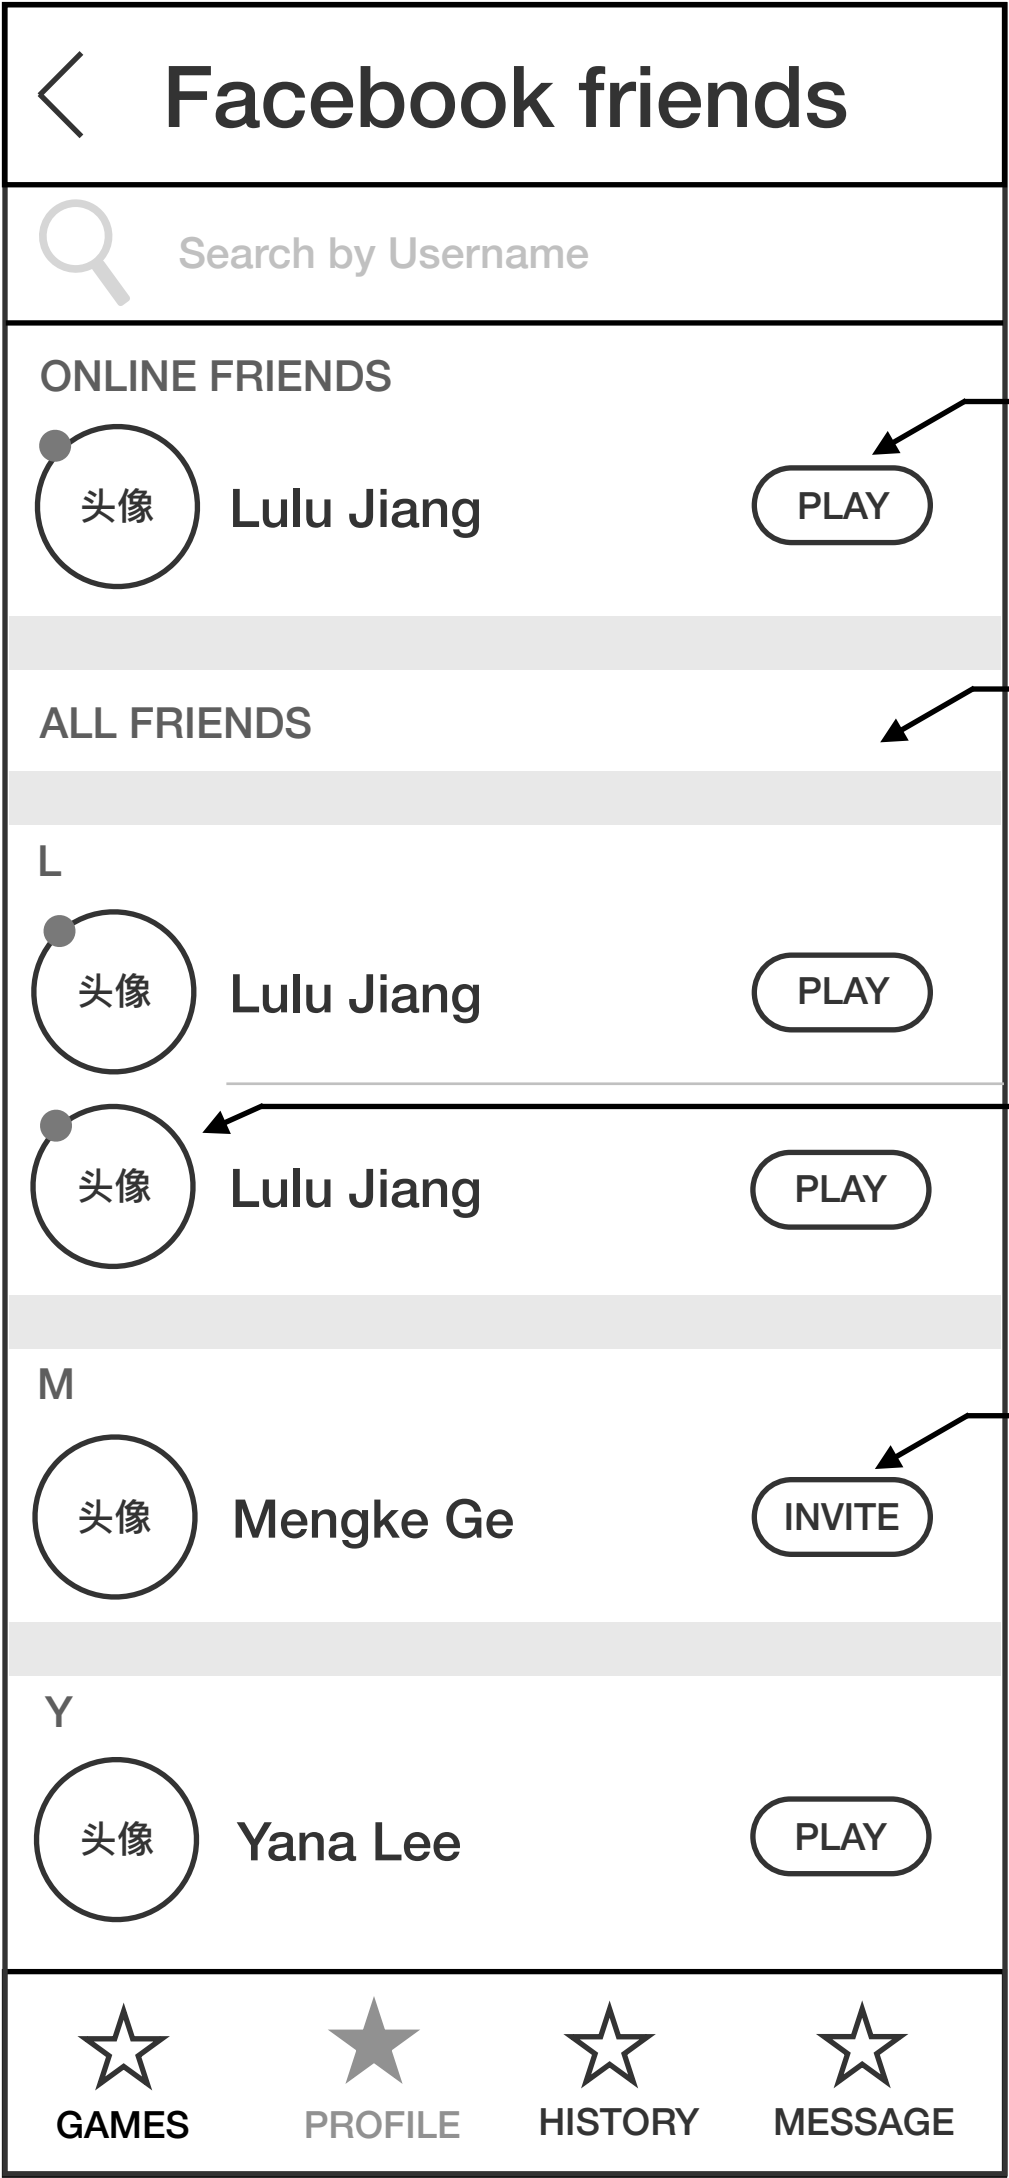 Facebook friends
Search by Username
ONLINE FRIENDS
头像 Lulu Jiang PLAY
ALL FRIENDS
L
头像 Lulu Jiang PLAY
头像 Lulu Jiang PLAY
M
头像 Mengke Ge INVITE
Y
头像 Yana Lee PLAY
GAMES PROFILE HISTORY MESSAGE